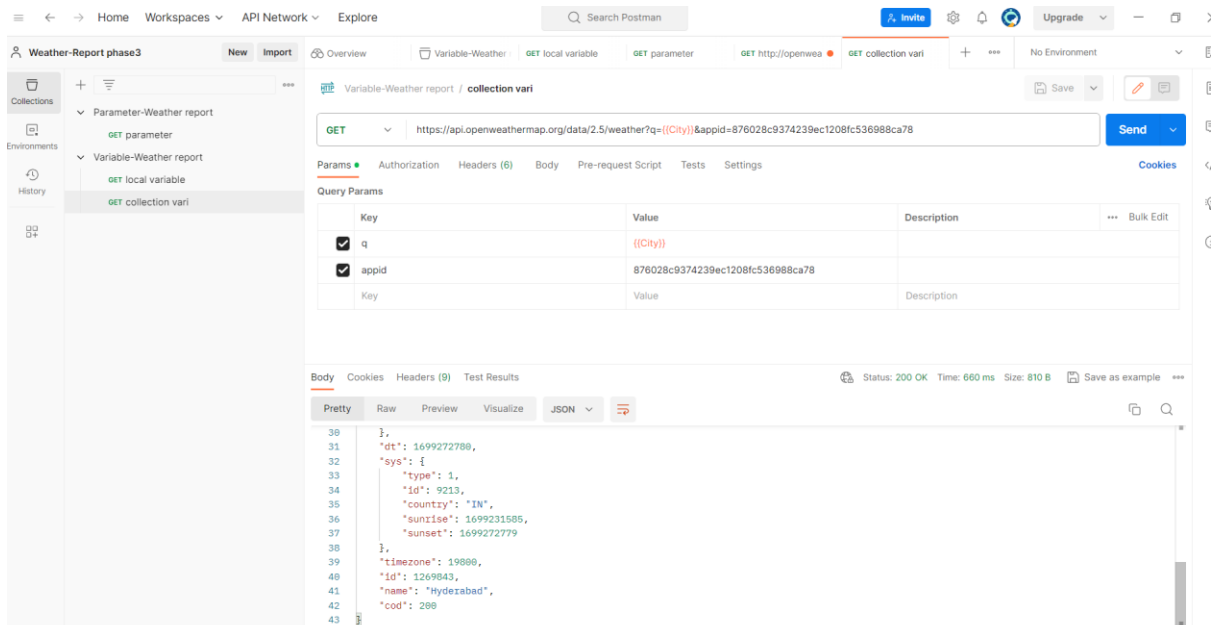 Home Workspaces API Network Explore Search Postman Invite Upgrade
Weather-Report phase3 New Import Overview Variable-Weather GET local variable GET parameter GET http://openwea GET collection vari No Environment
Collections
Environments
History
Parameter-Weather report
GET parameter
Variable-Weather report
GET local variable
GET collection vari
HTTP Variable-Weather report / collection vari Save
GET https://api.openweathermap.org/data/2.5/weather?q={{City}}&appid=876028c9374239ec1208fc536988ca78 Send
Params Authorization Headers (6) Body Pre-request Script Tests Settings Cookies
Query Params
Key Value Description Bulk Edit
q {{City}}
appid 876028c9374239ec1208fc536988ca78
Key Value Description
Body Cookies Headers (9) Test Results Status: 200 OK Time: 660 ms Size: 810 B Save as example
Pretty Raw Preview Visualize JSON
30 },
31 "dt": 1699272780,
32 "sys": {
33 "type": 1,
34 "id": 9213,
35 "country": "IN",
36 "sunrise": 1699231585,
37 "sunset": 1699272779
38 },
39 "timezone": 19800,
40 "id": 1269843,
41 "name": "Hyderabad",
42 "cod": 200
43 }